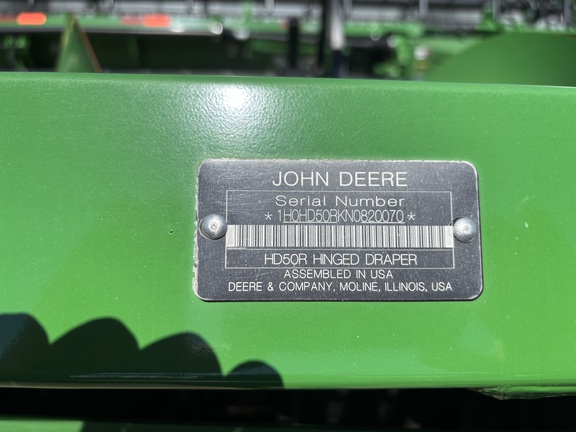 JOHN DEERE
Serial Number
*1H0HD50RKN0820070*
HD50R HINGED DRAPER
ASSEMBLED IN USA
DEERE & COMPANY, MOLINE, ILLINOIS, USA